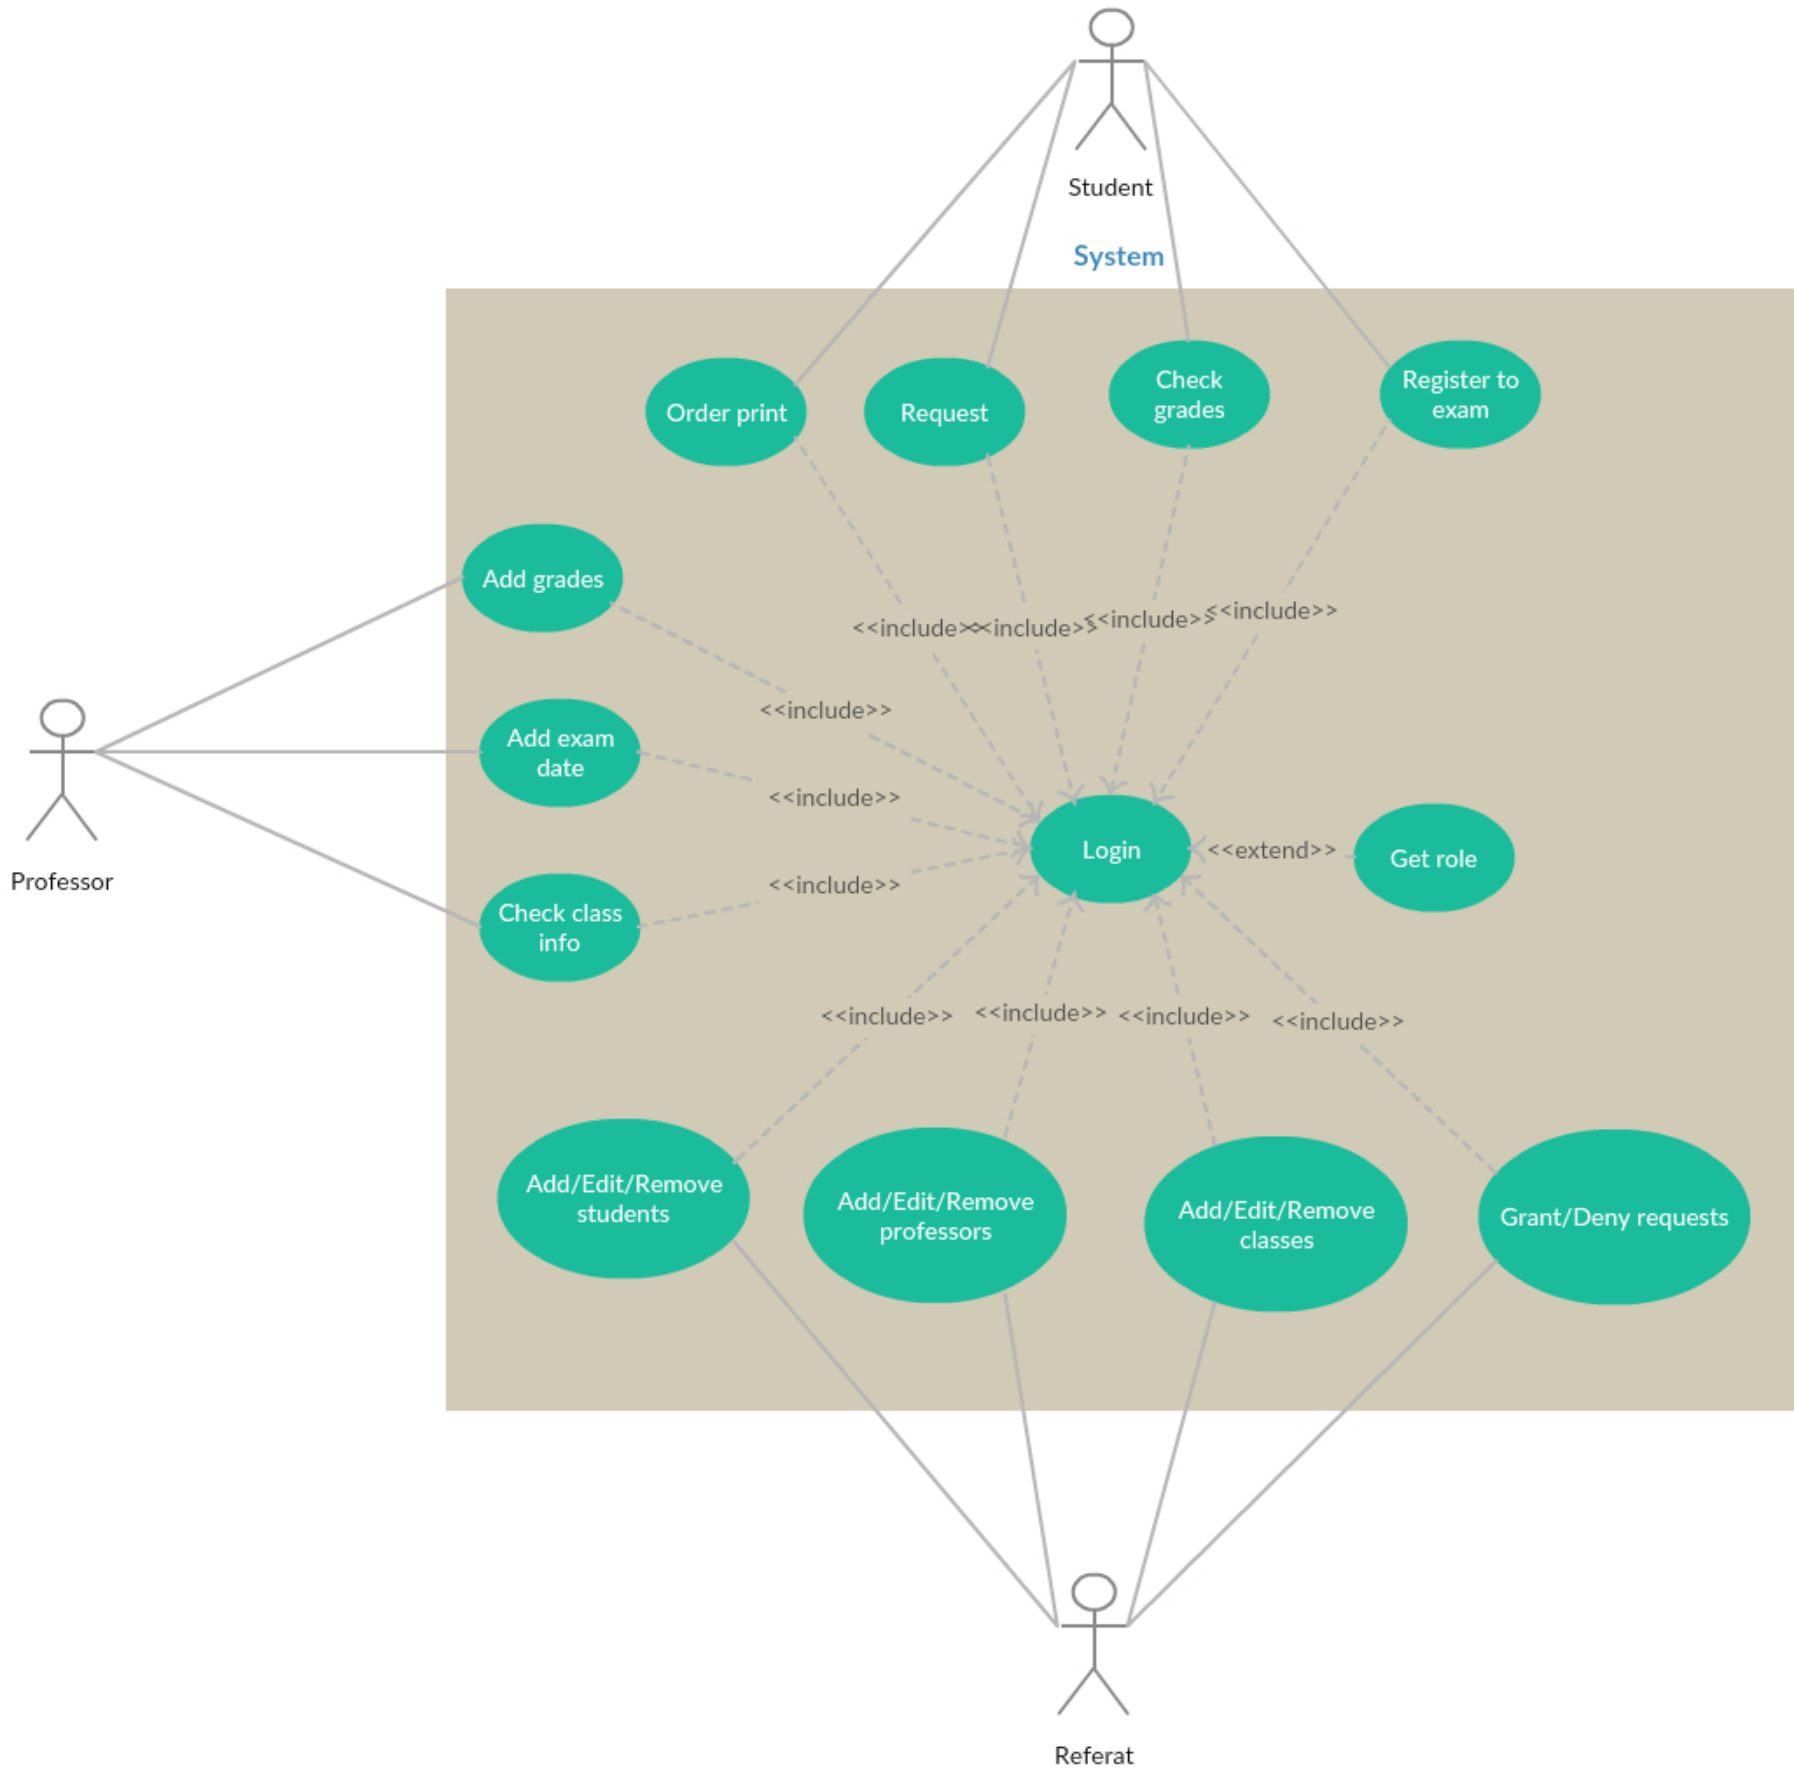 Student
System
Order print
Request
Check
grades
Register to
exam
Add grades
<<include>>
<<include>>
<<include>>
<<include>>
<<include>>
Add exam
date
<<include>>
Professor
Login
<<extend>>
Get role
<<include>>
Check class
info
<<include>>
<<include>>
<<include>>
<<include>>
Add/Edit/Remove
students
Add/Edit/Remove
professors
Add/Edit/Remove
classes
Grant/Deny requests
Referat